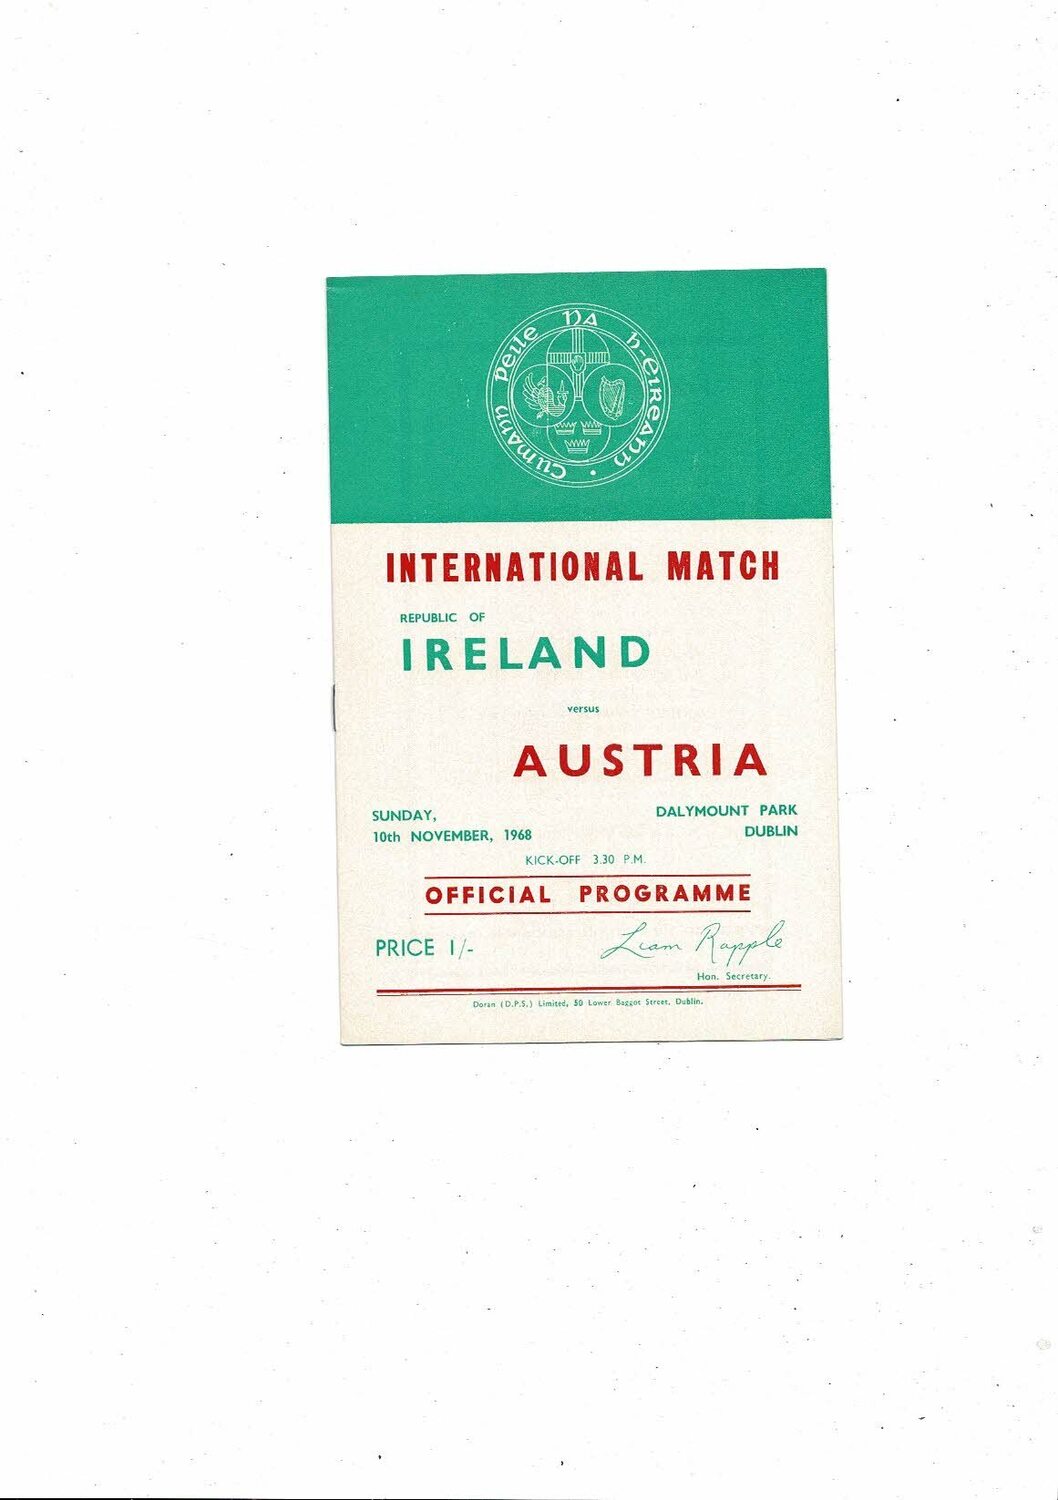 Cumann Peile Na h-Eireann
INTERNATIONAL MATCH
REPUBLIC OF
IRELAND
versus
AUSTRIA
SUNDAY,
10th NOVEMBER, 1968
DALYMOUNT PARK
DUBLIN
KICK-OFF 3.30 P.M.
OFFICIAL PROGRAMME
PRICE 1/-
Liam Rapple
Hon. Secretary.
Doran (D.P.S.) Limited, 50 Lower Baggot Street, Dublin.